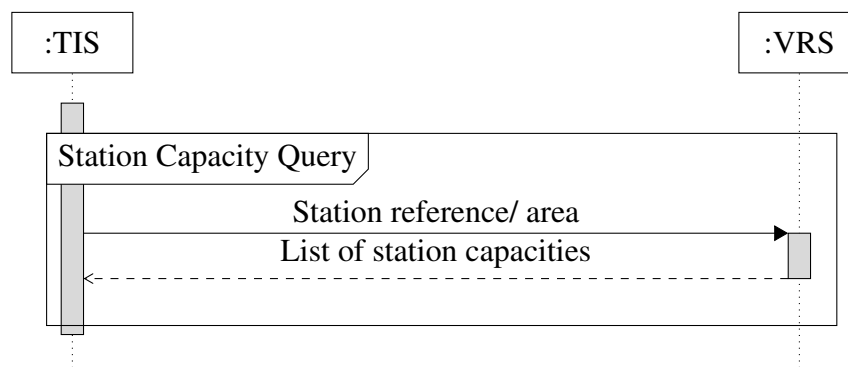 :TIS
:VRS
Station Capacity Query
Station reference/ area
List of station capacities